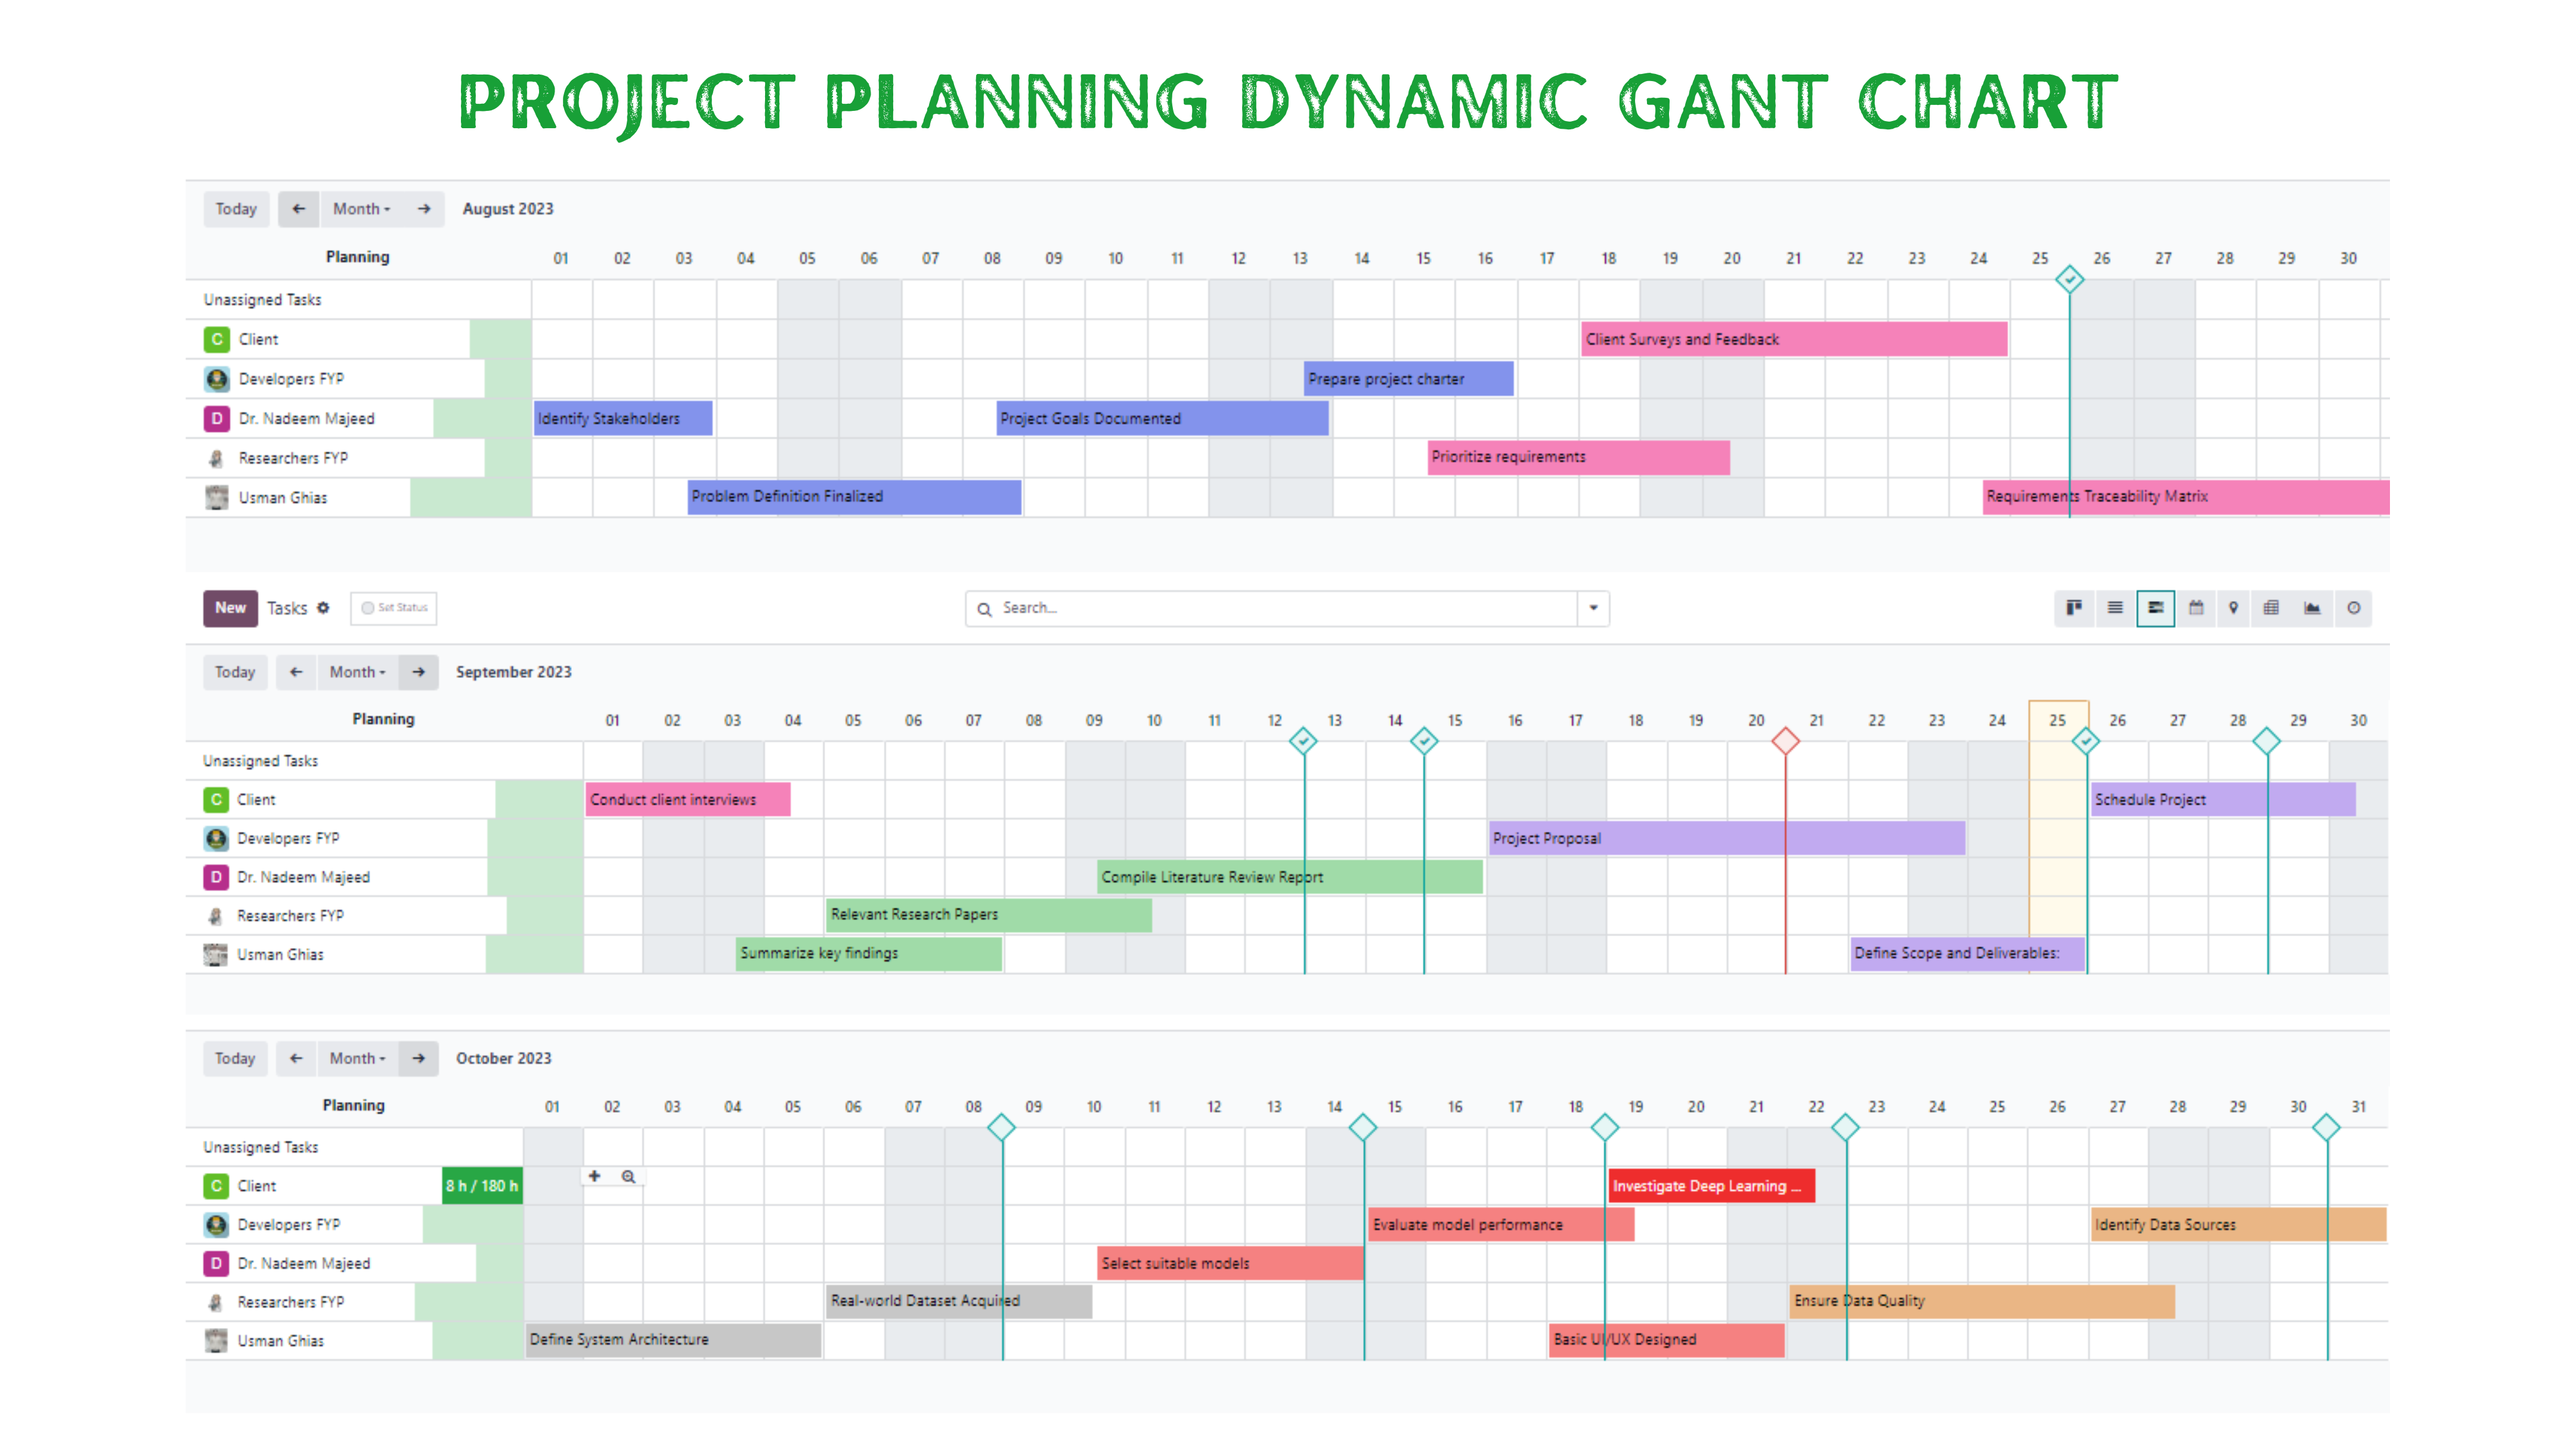 PROJECT PLANNING DYNAMIC GANT CHART
Today Month August 2023
Planning 01 02 03 04 05 06 07 08 09 10 11 12 13 14 15 16 17 18 19 20 21 22 23 24 25 26 27 28 29 30
Unassigned Tasks
C Client Client Surveys and Feedback
Developers FYP Prepare project charter
D Dr. Nadeem Majeed Identify Stakeholders Project Goals Documented
Researchers FYP Prioritize requirements
Usman Ghias Problem Definition Finalized Requirements Traceability Matrix
New Tasks Set Status Search...
Today Month September 2023
Planning 01 02 03 04 05 06 07 08 09 10 11 12 13 14 15 16 17 18 19 20 21 22 23 24 25 26 27 28 29 30
Unassigned Tasks
C Client Conduct client interviews Schedule Project
Developers FYP Project Proposal
D Dr. Nadeem Majeed Compile Literature Review Report
Researchers FYP Relevant Research Papers
Usman Ghias Summarize key findings Define Scope and Deliverables:
Today Month October 2023
Planning 01 02 03 04 05 06 07 08 09 10 11 12 13 14 15 16 17 18 19 20 21 22 23 24 25 26 27 28 29 30 31
Unassigned Tasks
C Client 8 h / 180 h Investigate Deep Learning ...
Developers FYP Evaluate model performance Identify Data Sources
D Dr. Nadeem Majeed Select suitable models
Researchers FYP Real-world Dataset Acquired Ensure Data Quality
Usman Ghias Define System Architecture Basic UI/UX Designed